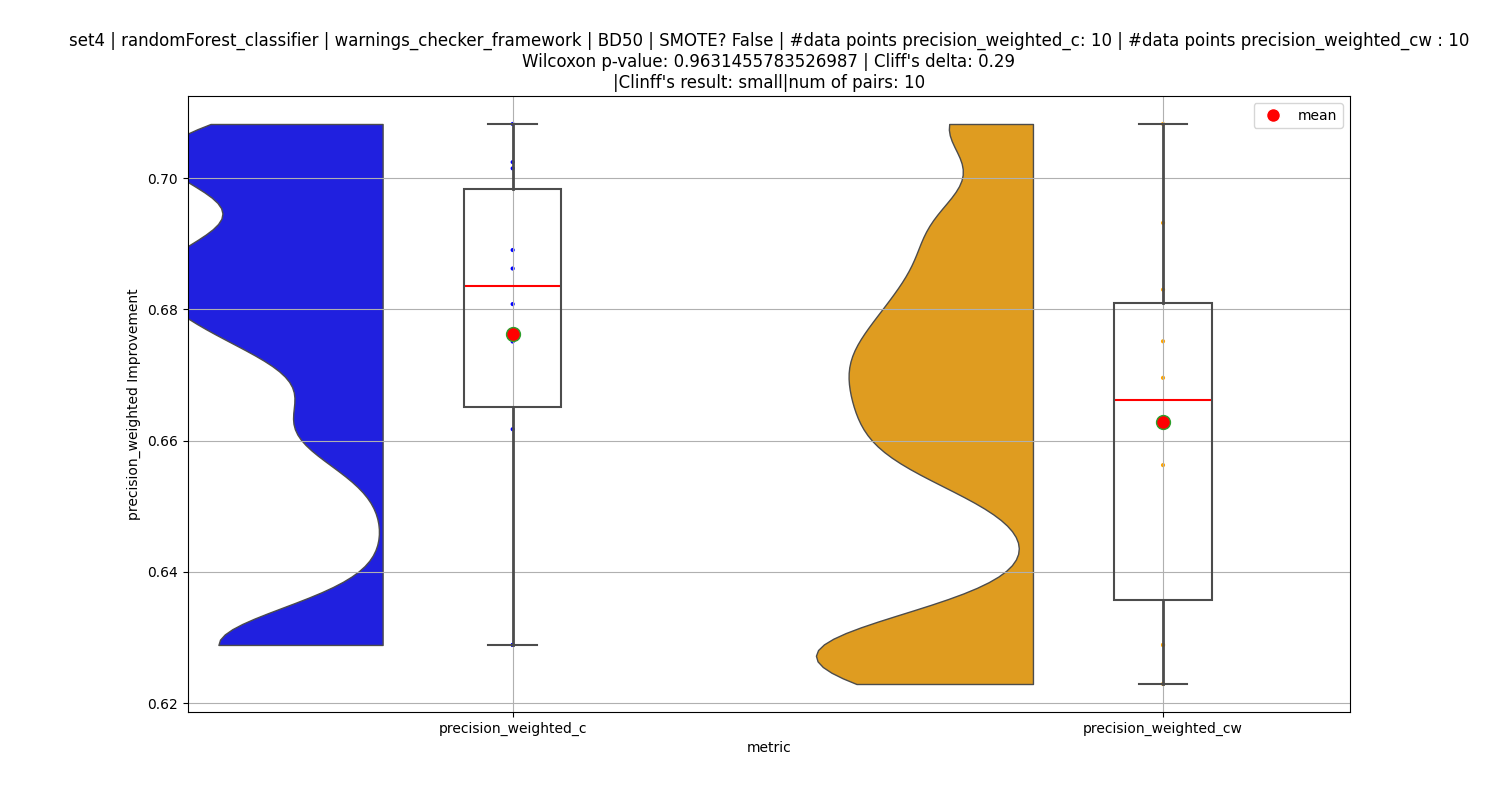 set4 | randomForest_classifier | warnings_checker_framework | BD50 | SMOTE? False | #data points precision_weighted_c: 10 | #data points precision_weighted_cw : 10
Wilcoxon p-value: 0.9631455783526987 | Cliff's delta: 0.29
|Clinff's result: small|num of pairs: 10
mean
0.70
0.68
0.66
0.64
0.62
precision_weighted Improvement
precision_weighted_c
precision_weighted_cw
metric